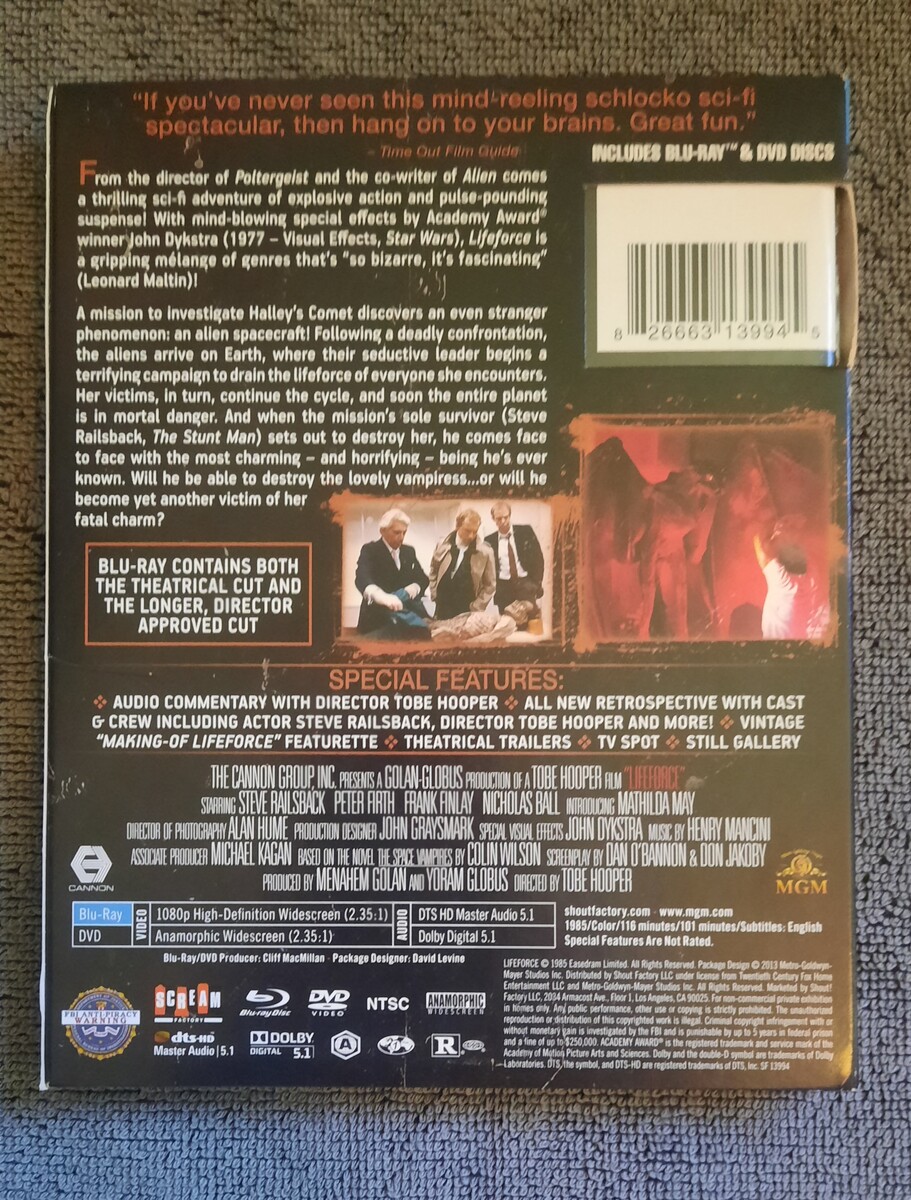 "If you've never seen this mind-reeling schlocko sci-fi
spectacular, then hang on to your brains. Great fun."
- Time Out Film Guide
INCLUDES BLU-RAY™ & DVD DISCS
From the director of Poltergeist and the co-writer of Alien comes
a thrilling sci-fi adventure of explosive action and pulse-pounding
suspense! With mind-blowing special effects by Academy Award®
winner John Dykstra (1977 – Visual Effects, Star Wars), Lifeforce is
a gripping mélange of genres that's "so bizarre, it's fascinating"
(Leonard Maltin)!
8 26663 13994 5
A mission to investigate Halley's Comet discovers an even stranger
phenomenon: an alien spacecraft! Following a deadly confrontation,
the aliens arrive on Earth, where their seductive leader begins a
terrifying campaign to drain the lifeforce of everyone she encounters.
Her victims, in turn, continue the cycle, and soon the entire planet
is in mortal danger. And when the mission's sole survivor (Steve
Railsback, The Stunt Man) sets out to destroy her, he comes face
to face with the most charming – and horrifying – being he's ever
known. Will he be able to destroy the lovely vampiress...or will he
become yet another victim of her
fatal charm?
BLU-RAY CONTAINS BOTH
THE THEATRICAL CUT AND
THE LONGER, DIRECTOR
APPROVED CUT
SPECIAL FEATURES:
❖ AUDIO COMMENTARY WITH DIRECTOR TOBE HOOPER ❖ ALL NEW RETROSPECTIVE WITH CAST
& CREW INCLUDING ACTOR STEVE RAILSBACK, DIRECTOR TOBE HOOPER AND MORE! ❖ VINTAGE
"MAKING-OF LIFEFORCE" FEATURETTE ❖ THEATRICAL TRAILERS ❖ TV SPOT ❖ STILL GALLERY
THE CANNON GROUP, INC. PRESENTS A GOLAN-GLOBUS PRODUCTION OF A TOBE HOOPER FILM "LIFEFORCE"
STARRING STEVE RAILSBACK PETER FIRTH FRANK FINLAY NICHOLAS BALL INTRODUCING MATHILDA MAY
DIRECTOR OF PHOTOGRAPHY ALAN HUME PRODUCTION DESIGNER JOHN GRAYSMARK SPECIAL VISUAL EFFECTS JOHN DYKSTRA MUSIC BY HENRY MANCINI
ASSOCIATE PRODUCER MICHAEL KAGAN BASED ON THE NOVEL THE SPACE VAMPIRES BY COLIN WILSON SCREENPLAY BY DAN O'BANNON & DON JAKOBY
PRODUCED BY MENAHEM GOLAN AND YORAM GLOBUS DIRECTED BY TOBE HOOPER
CANNON
MGM
Blu-Ray VIDEO 1080p High-Definition Widescreen (2.35:1) AUDIO DTS HD Master Audio 5.1
DVD Anamorphic Widescreen (2.35:1) Dolby Digital 5.1
shoutfactory.com · www.mgm.com
1985/Color/116 minutes/101 minutes/Subtitles: English
Special Features Are Not Rated.
Blu-Ray/DVD Producer: Cliff MacMillan · Package Designer: David Levine
LIFEFORCE © 1985 Easedram Limited. All Rights Reserved. Package Design © 2013 Metro-Goldwyn-
Mayer Studios Inc. Distributed by Shout Factory LLC under license from Twentieth Century Fox Home
Entertainment LLC and Metro-Goldwyn-Mayer Studios Inc. All Rights Reserved. Marketed by Shout!
Factory LLC, 2034 Armacost Ave., Floor 1, Los Angeles, CA 90025. For non-commercial private exhibition
in homes only. Any public performance, other use or copying is strictly prohibited. The unauthorized
reproduction or distribution of this copyrighted work is illegal. Criminal copyright infringement with or
without monetary gain is investigated by the FBI and is punishable by up to 5 years in federal prison
and a fine of up to $250,000. ACADEMY AWARD® is the registered trademark and service mark of the
Academy of Motion Picture Arts and Sciences. Dolby and the double-D symbol are trademarks of Dolby
Laboratories. DTS, the symbol, and DTS-HD are registered trademarks of DTS, Inc. SF 13994
FBI ANTI-PIRACY
WARNING
SCREAM
FACTORY
Blu-ray Disc
DVD
VIDEO
NTSC
ANAMORPHIC
WIDESCREEN
dts-HD
Master Audio | 5.1
DOLBY
DIGITAL 5.1
A
R